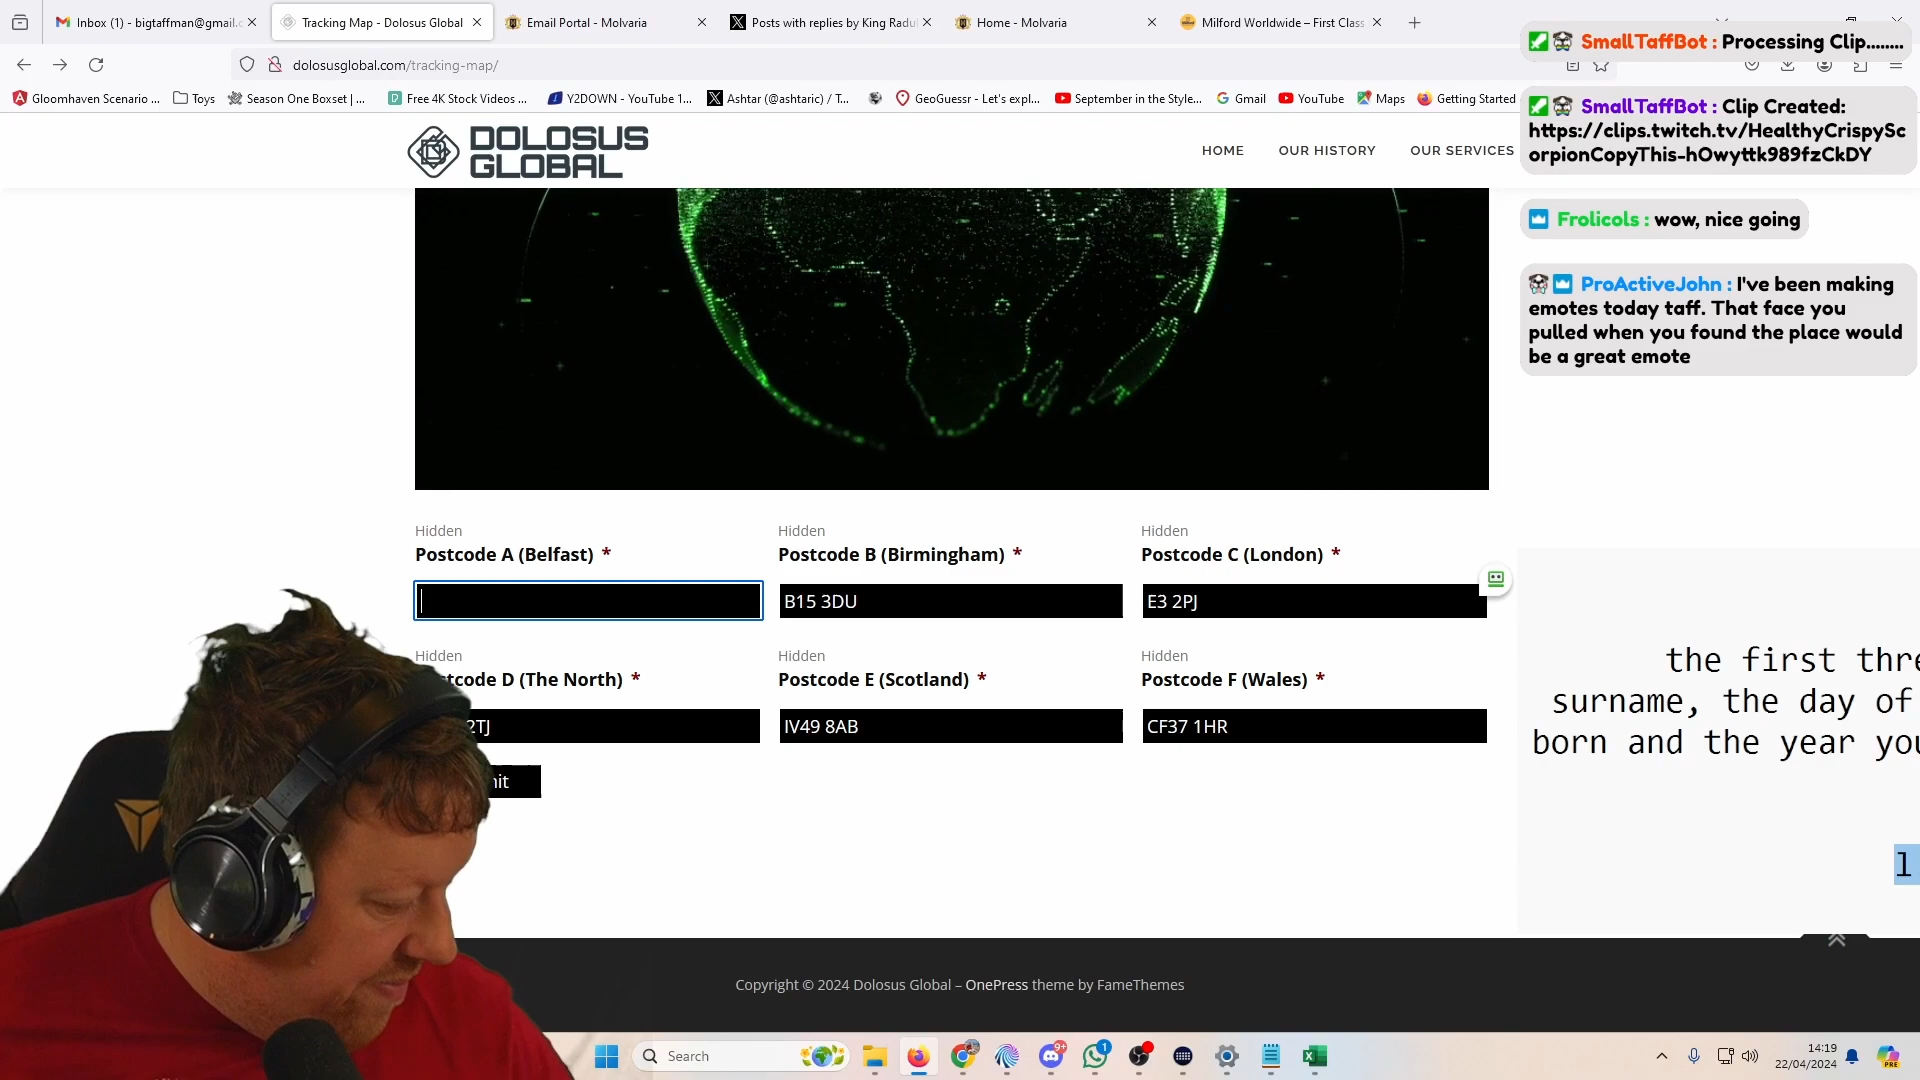 Inbox (1) - bigtaffman@gmail.c
Tracking Map - Dolosus Global
Email Portal - Molvaria
Posts with replies by King Radu
Home - Molvaria
Milford Worldwide – First Class
dolosusglobal.com/tracking-map/
Gloomhaven Scenario ...
Toys
Season One Boxset | ...
Free 4K Stock Videos ...
Y2DOWN - YouTube 1...
Ashtar (@ashtaric) / T...
GeoGuessr - Let's expl...
September in the Style...
Gmail
YouTube
Maps
Getting Started
SmallTaffBot : Processing Clip........
SmallTaffBot : Clip Created:
https://clips.twitch.tv/HealthyCrispySc
orpionCopyThis-hOwyttk989fzCkDY
Frolicols : wow, nice going
ProActiveJohn : I've been making
emotes today taff. That face you
pulled when you found the place would
be a great emote
DOLOSUS
GLOBAL
HOME
OUR HISTORY
OUR SERVICES
Hidden
Postcode A (Belfast) *
Hidden
Postcode B (Birmingham) *
B15 3DU
Hidden
Postcode C (London) *
E3 2PJ
Hidden
tcode D (The North) *
2TJ
Hidden
Postcode E (Scotland) *
IV49 8AB
Hidden
Postcode F (Wales) *
CF37 1HR
nit
the first thre
surname, the day of
born and the year you
l
Copyright © 2024 Dolosus Global – OnePress theme by FameThemes
Search
9+
1
PRE
14:19
22/04/2024